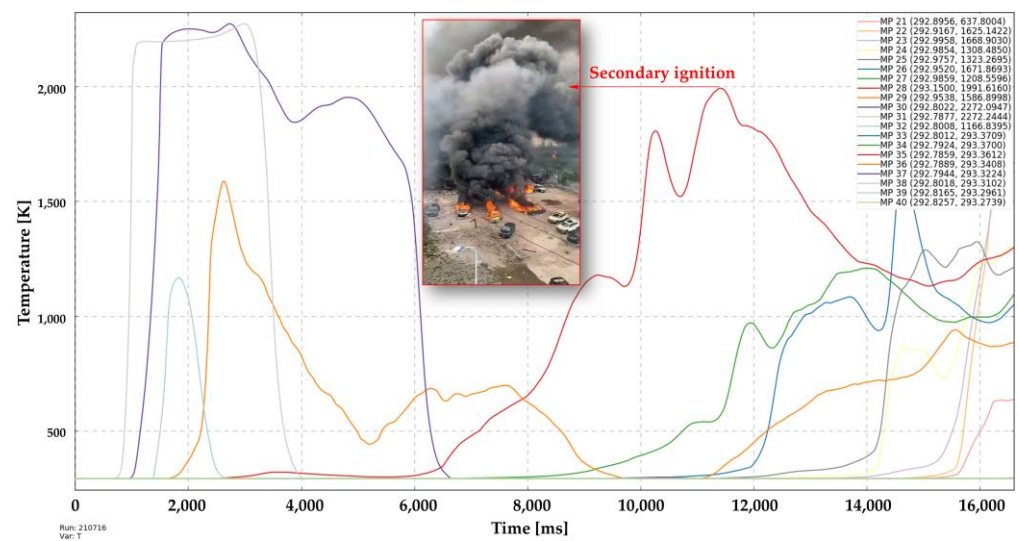 Secondary ignition
MP 21 (292.8956, 637.8004)
MP 22 (292.9167, 1625.1422)
MP 23 (292.9958, 1668.9030)
MP 24 (292.9854, 1308.4850)
MP 25 (292.9757, 1323.2695)
MP 26 (292.9520, 1671.8693)
MP 27 (292.9859, 1208.5596)
MP 28 (293.1500, 1991.6160)
MP 29 (292.9538, 1586.8998)
MP 30 (292.8022, 2272.0947)
MP 31 (292.7877, 2272.2444)
MP 32 (292.8008, 1166.8395)
MP 33 (292.8012, 293.3709)
MP 34 (292.7924, 293.3700)
MP 35 (292.7859, 293.3612)
MP 36 (292.7889, 293.3408)
MP 37 (292.7944, 293.3224)
MP 38 (292.8018, 293.3102)
MP 39 (292.8165, 293.2961)
MP 40 (292.8257, 293.2739)
Temperature [K]
2,000
1,500
1,000
500
0 2,000 4,000 6,000 8,000 10,000 12,000 14,000 16,000
Time [ms]
Run: 210716
Var: T